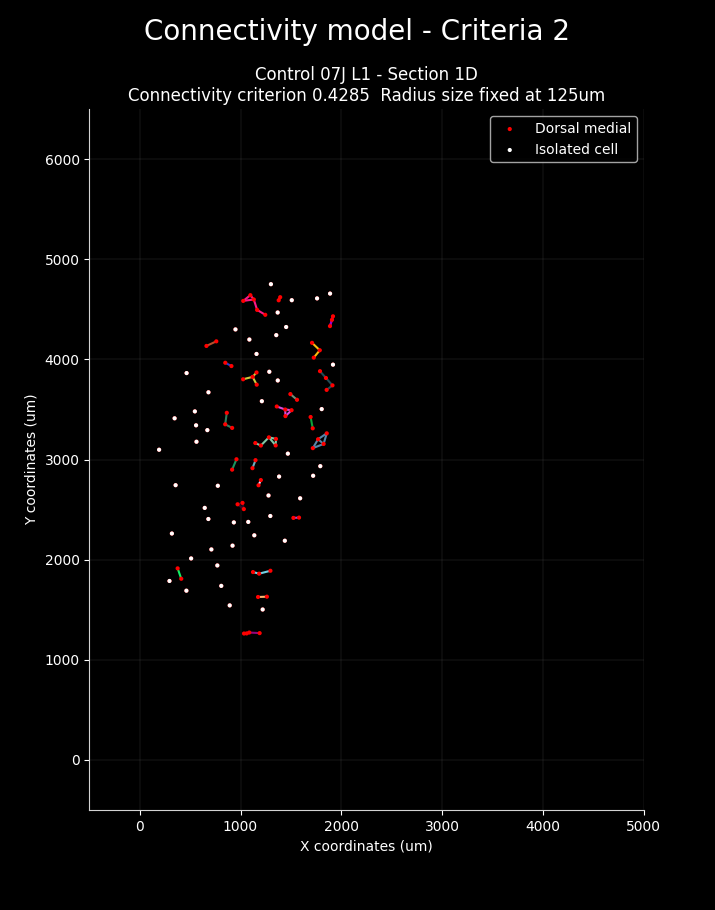 Connectivity model - Criteria 2
Control 07J L1 - Section 1D
Connectivity criterion 0.4285  Radius size fixed at 125um
Dorsal medial
Isolated cell
6000
5000
4000
3000
2000
1000
0
Y coordinates (um)
0 1000 2000 3000 4000 5000
X coordinates (um)